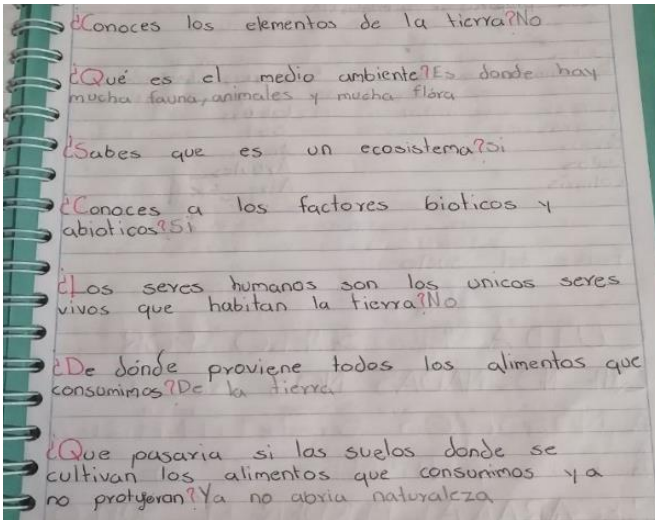 ¿Conoces los elementos de la tierra?No
¿Qué es el medio ambiente?Es donde hay
mucha fauna, animales y mucha flora
¿Sabes que es un ecosistema?Si
¿Conoces a los factores bioticos y
abioticos?Si
¿Los seres humanos son los unicos seres
vivos que habitan la tierra?No
¿De dónde proviene todos los alimentos que
consumimos?De la tierra
¿Que pasaria si los suelos donde se
cultivan los alimentos que consumimos ya
no protyeran?Ya no abria naturaleza